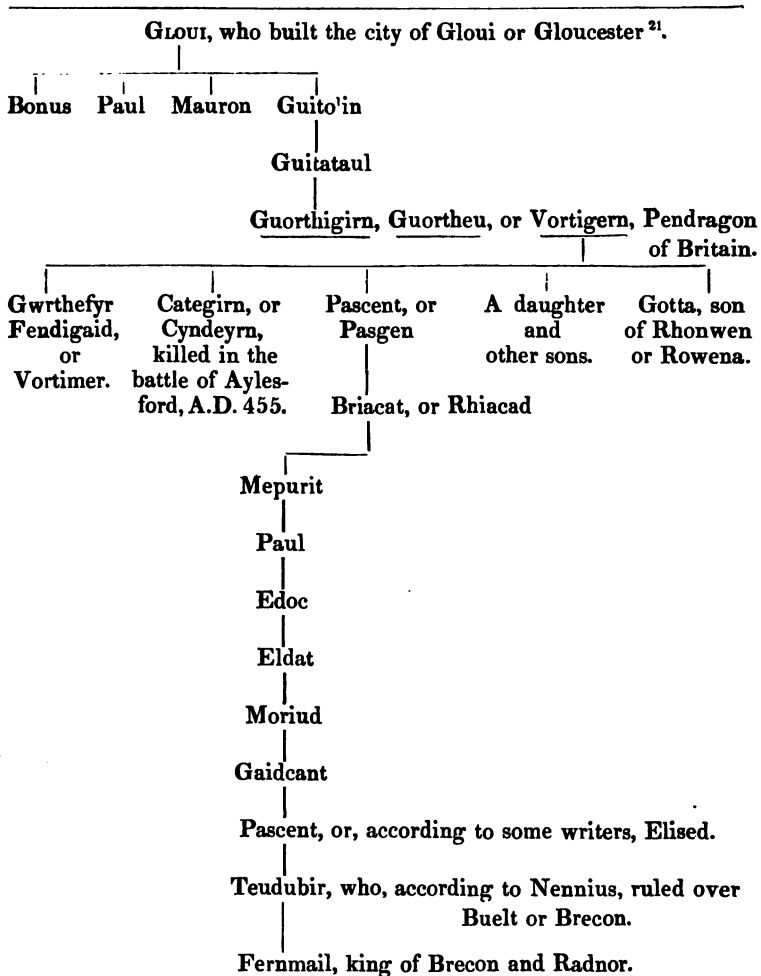 GLOUI, who built the city of Gloui or Gloucester 21.
Bonus Paul Mauron Guito'in
Guitataul
Guorthigirn, Guortheu, or Vortigern, Pendragon
of Britain.
Gwrthefyr
Fendigaid,
or
Vortimer.
Categirn, or
Cyndeyrn,
killed in the
battle of Ayles-
ford, A.D. 455.
Pascent, or
Pasgen
A daughter
and
other sons.
Gotta, son
of Rhonwen
or Rowena.
Briacat, or Rhiacad
Mepurit
Paul
Edoc
Eldat
Moriud
Gaidcant
Pascent, or, according to some writers, Elised.
Teudubir, who, according to Nennius, ruled over
Buelt or Brecon.
Fernmail, king of Brecon and Radnor.